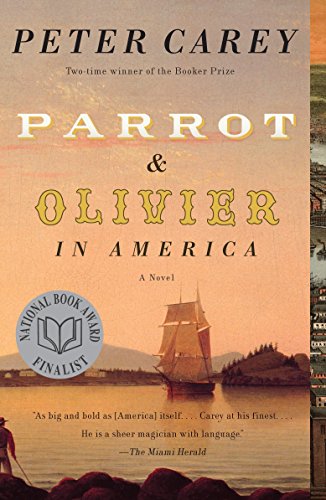 PETER CAREY
Two-time winner of the Booker Prize
PARROT
&
OLIVIER
IN AMERICA
A Novel
NATIONAL BOOK AWARD
FINALIST
"As big and bold as [America] itself. . . . Carey at his finest. . . .
He is a sheer magician with language."
—The Miami Herald